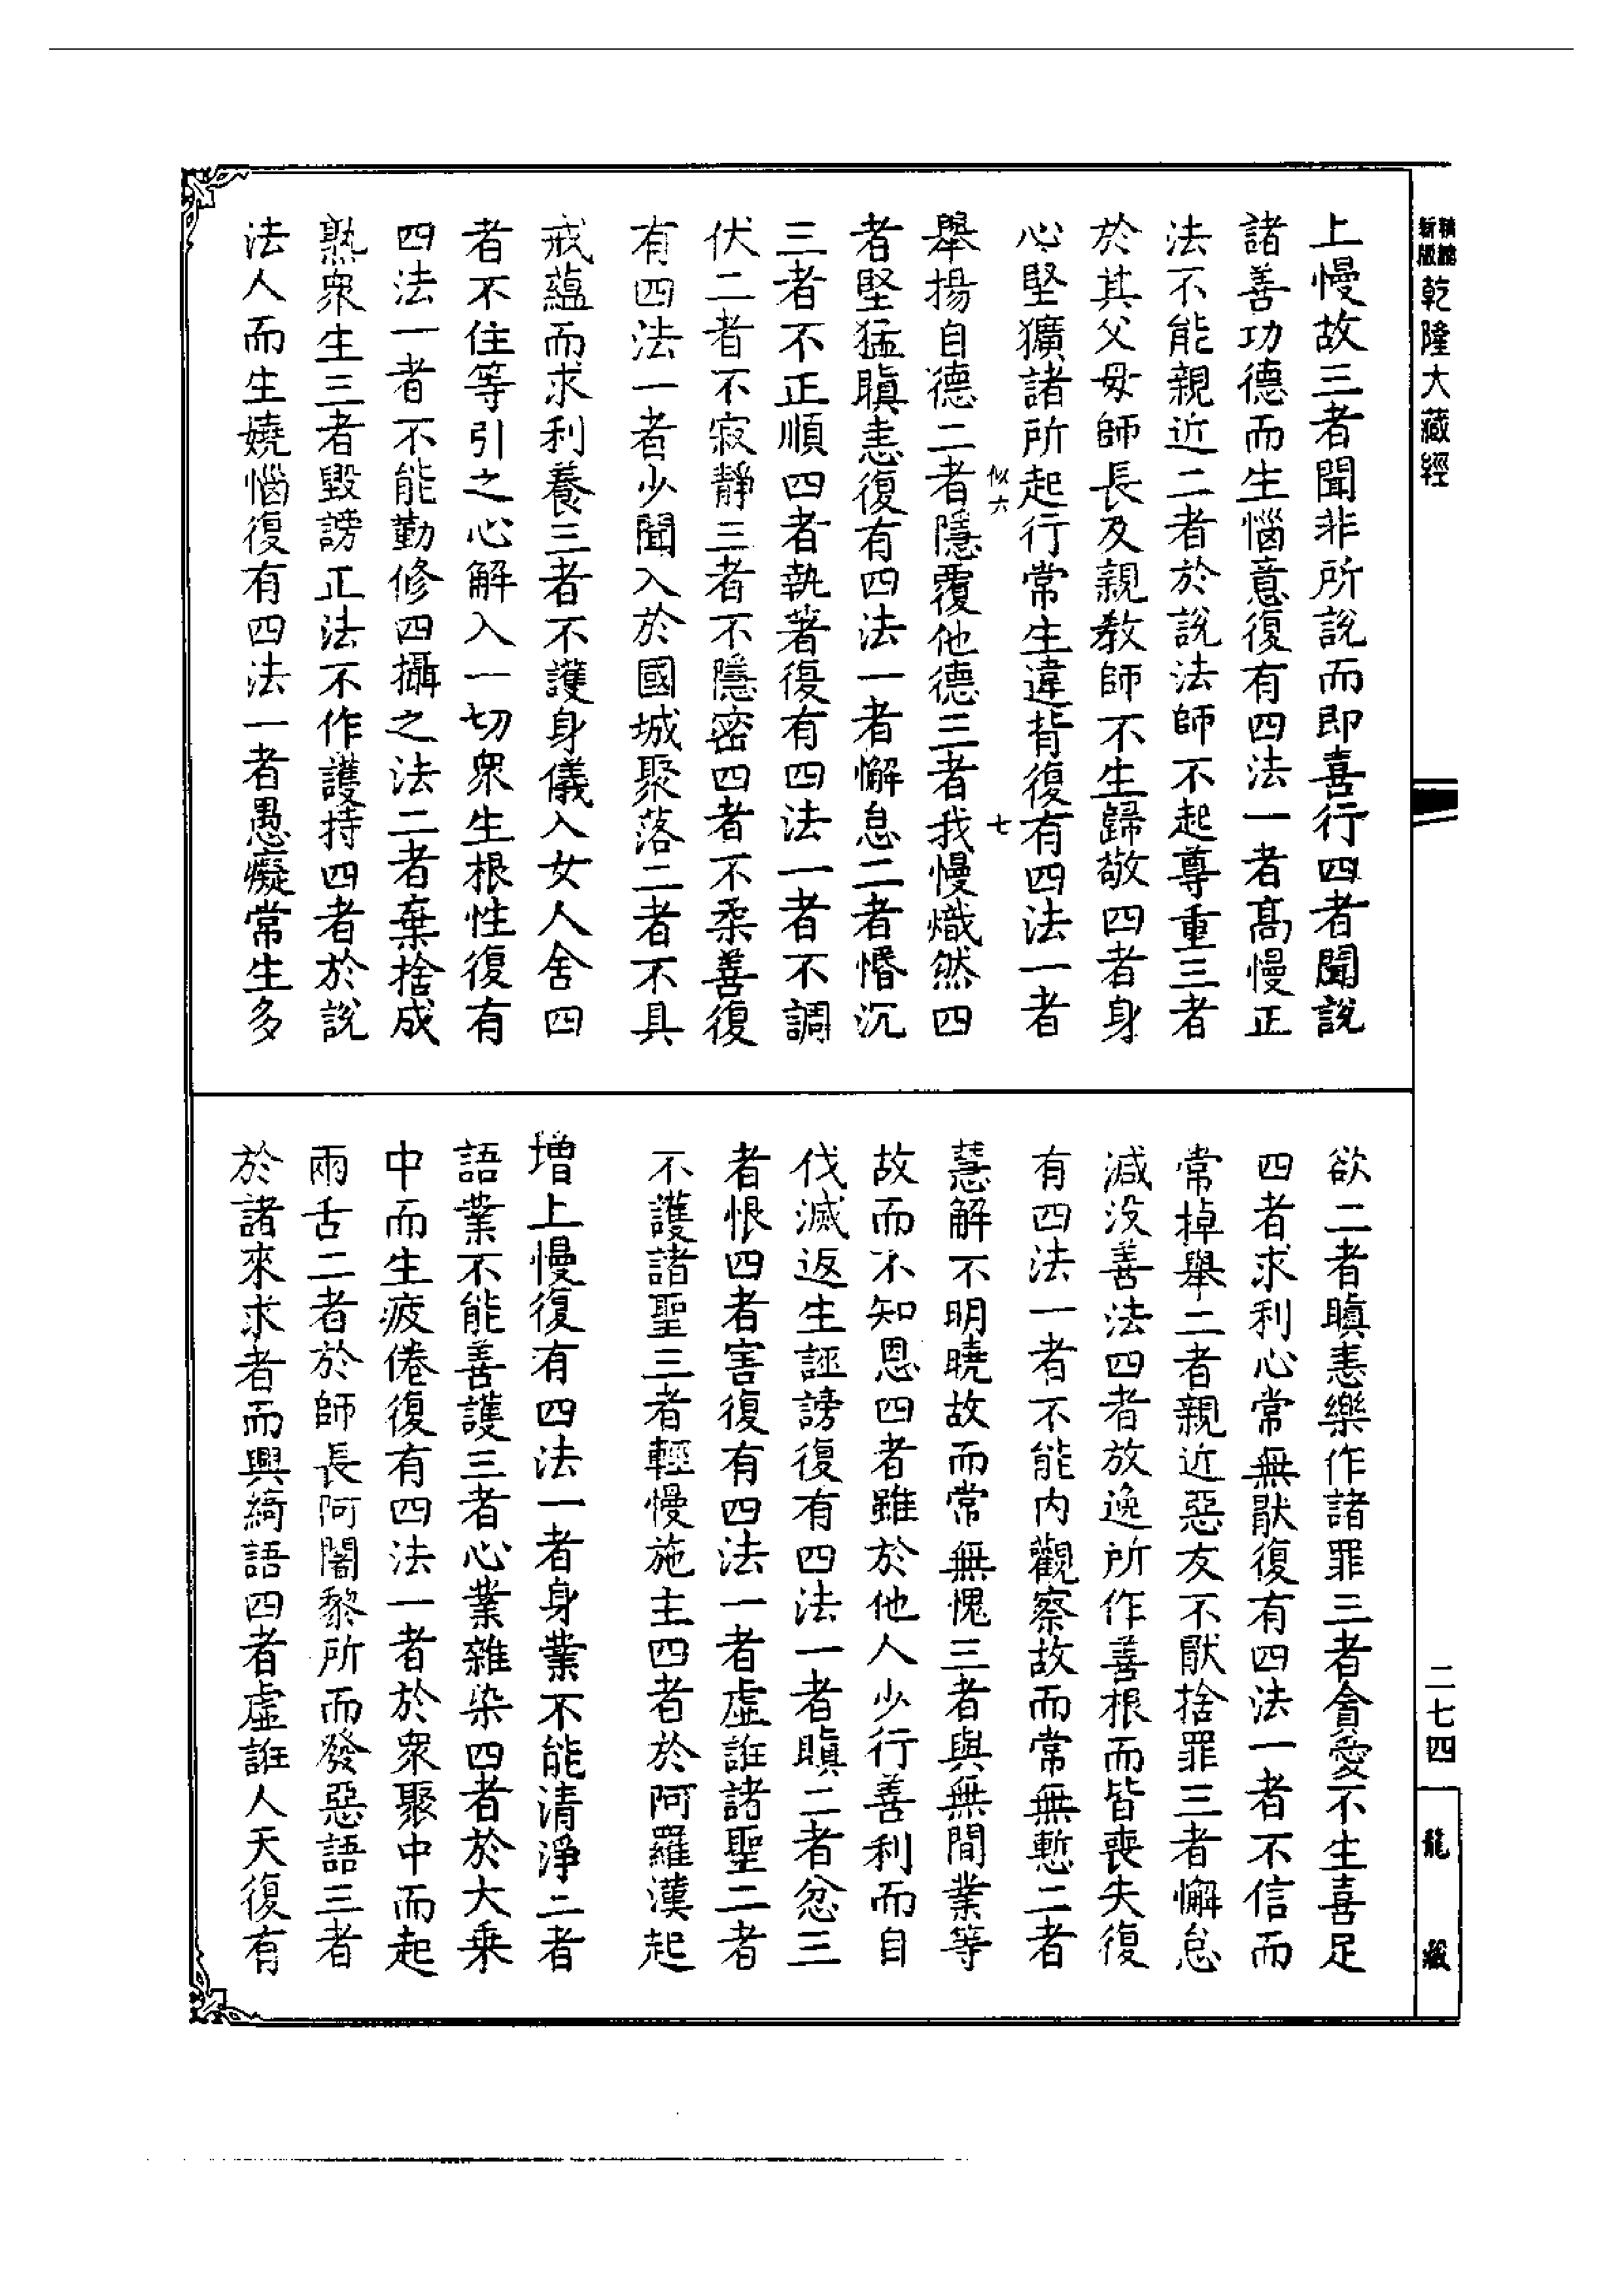 新版
精縮
乾隆大藏經
上慢故三者聞非所說而即喜行四者聞說
諸善功德而生惱意復有四法一者髙慢正
法不能親近二者於說法師不起尊重三者
於其父母師長及親教師不生歸敬四者身
心堅獷諸所起行常生違背復有四法一者
似六
七
舉揚自德二者隱覆他德三者我慢熾然四
者堅猛瞋恚復有四法一者懈怠二者惛沉
三者不正順四者執著復有四法一者不調
伏二者不寂靜三者不隱密四者不柔善復
有四法一者少聞入於國城聚落二者不具
戒蘊而求利養三者不護身儀入女人舍四
者不住等引之心解入一切衆生根性復有
四法一者不能勤修四攝之法二者棄捨成
熟衆生三者毀謗正法不作護持四者於說
法人而生嬈惱復有四法一者愚癡常生多
欲二者瞋恚樂作諸罪三者貪愛不生喜足
四者求利心常無猒復有四法一者不信而
常掉舉二者親近惡友不猒捨罪三者懈怠
減没善法四者放逸所作善根而皆喪失復
有四法一者不能内觀察故而常無慙二者
慧解不明曉故而常無愧三者與無間業等
故而不知恩四者雖於他人少行善利而自
伐滅返生誣謗復有四法一者瞋二者忿三
者恨四者害復有四法一者虛誑諸聖二者
不護諸聖三者輕慢施主四者於阿羅漢起
增上慢復有四法一者身業不能清淨二者
語業不能善護三者心業雜染四者於大乗
中而生疲倦復有四法一者於衆聚中而起
兩舌二者於師長阿闍黎所而發惡語三者
於諸來求者而興綺語四者虛誑人天復有
二七四
龍藏